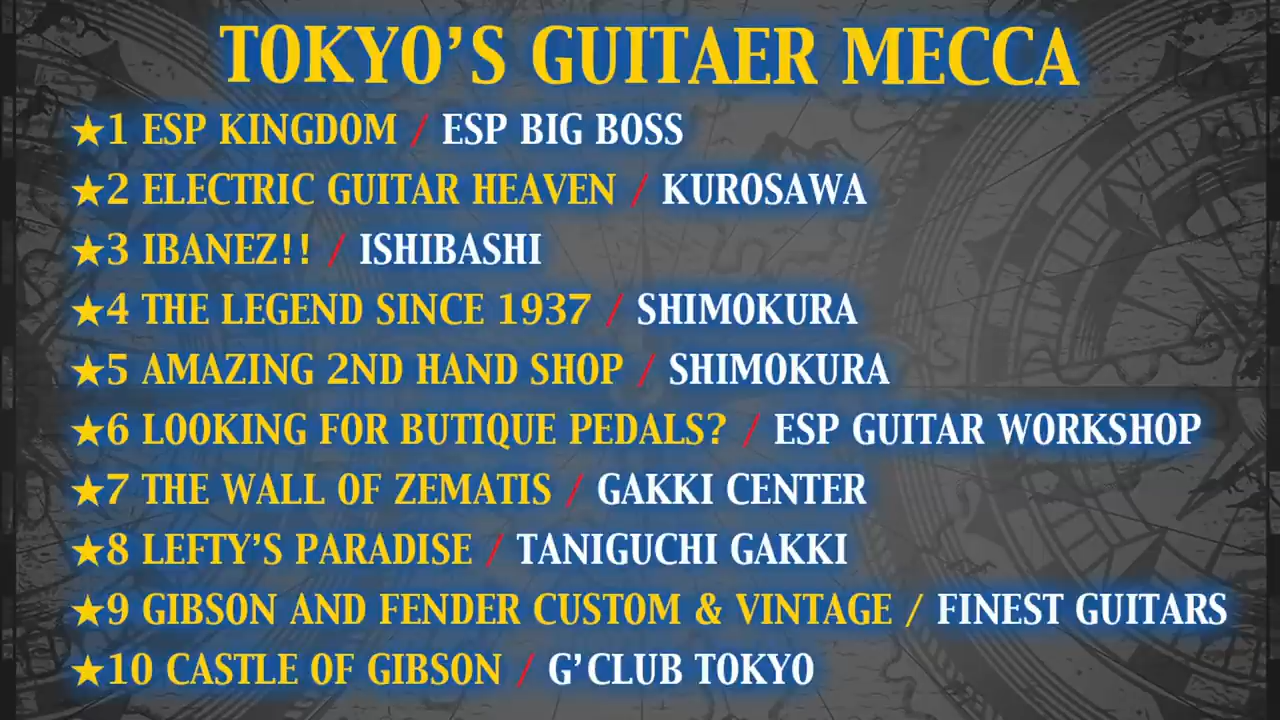 TOKYO'S GUITAER MECCA
★1 ESP KINGDOM / ESP BIG BOSS
★2 ELECTRIC GUITAR HEAVEN / KUROSAWA
★3 IBANEZ!! / ISHIBASHI
★4 THE LEGEND SINCE 1937 / SHIMOKURA
★5 AMAZING 2ND HAND SHOP / SHIMOKURA
★6 LOOKING FOR BUTIQUE PEDALS? / ESP GUITAR WORKSHOP
★7 THE WALL OF ZEMATIS / GAKKI CENTER
★8 LEFTY'S PARADISE / TANIGUCHI GAKKI
★9 GIBSON AND FENDER CUSTOM & VINTAGE / FINEST GUITARS
★10 CASTLE OF GIBSON / G'CLUB TOKYO